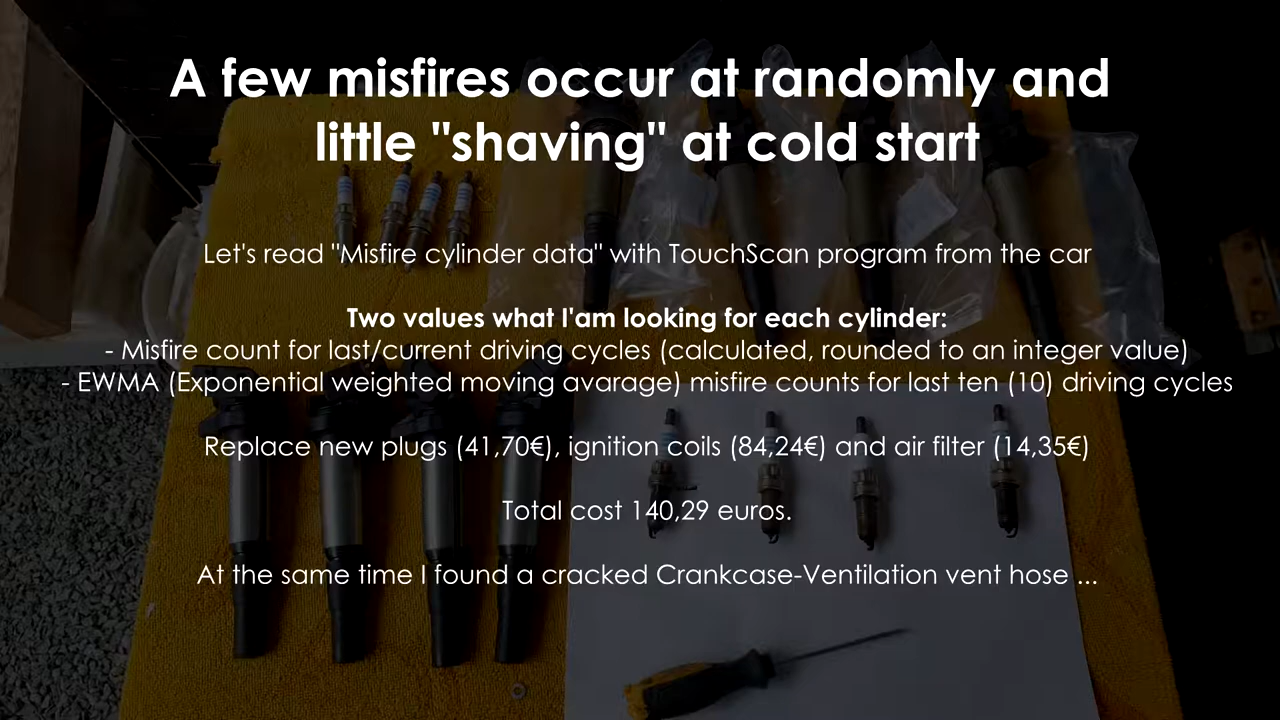 A few misfires occur at randomly and
little "shaving" at cold start
Let's read "Misfire cylinder data" with TouchScan program from the car
Two values what I'am looking for each cylinder:
- Misfire count for last/current driving cycles (calculated, rounded to an integer value)
- EWMA (Exponential weighted moving avarage) misfire counts for last ten (10) driving cycles
Replace new plugs (41,70€), ignition coils (84,24€) and air filter (14,35€)
Total cost 140,29 euros.
At the same time I found a cracked Crankcase-Ventilation vent hose ...